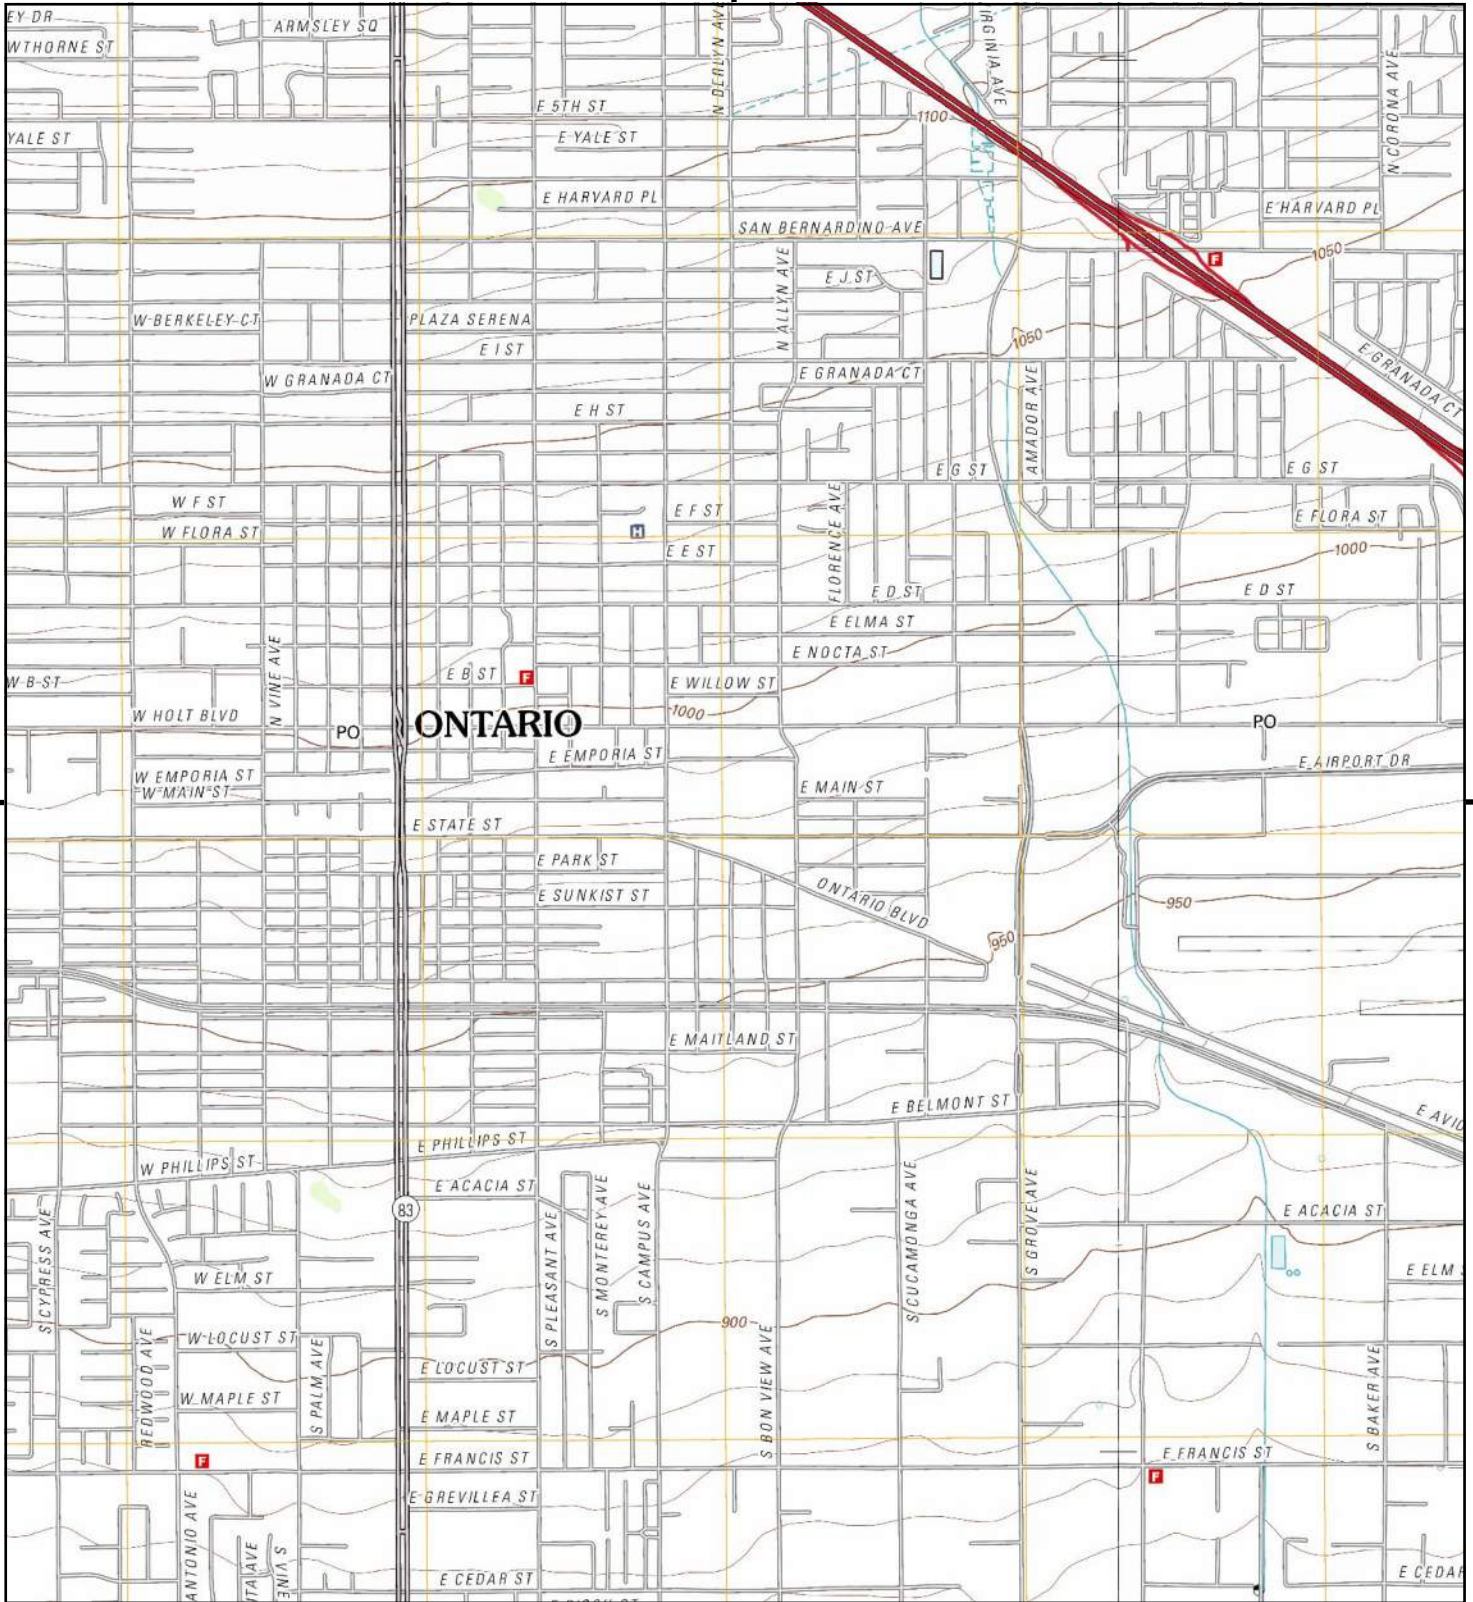 EY DR
ARMSLEY SQ
WTHORNE ST
N BERLYN AVE
IRGINIA AVE
N CORONA AVE
E 5TH ST
1100
YALE ST
E YALE ST
E HARVARD PL
E HARVARD PL
SAN BERNARDINO AVE
1050
F
N ALLYN AVE
E J ST
W BERKELEY CT
PLAZA SERENA
E I ST
1050
E GRANADA CT
W GRANADA CT
E GRANADA CT
AMADOR AVE
E H ST
E G ST
E G ST
W F ST
E F ST
FLORENCE AVE
E FLORA ST
W FLORA ST
H
E E ST
1000
E D ST
E D ST
E ELMA ST
N VINE AVE
E NOCTA ST
W B ST
E B ST
F
E WILLOW ST
W HOLT BLVD
1000
PO
ONTARIO
PO
E EMPORIA ST
E AIRPORT DR
W EMPORIA ST
W MAIN ST
E MAIN ST
E STATE ST
E PARK ST
E SUNKIST ST
ONTARIO BLVD
950
950
E MAITLAND ST
E BELMONT ST
E AVIO
E PHILLIPS ST
W PHILLIPS ST
E ACACIA ST
83
S CYPRESS AVE
S PLEASANT AVE
S MONTEREY AVE
S CAMPUS AVE
S CUCAMONGA AVE
S GROVE AVE
E ACACIA ST
W ELM ST
E ELM S
REDWOOD AVE
W LOCUST ST
S PALM AVE
900
S BON VIEW AVE
E LOCUST ST
S BAKER AVE
W MAPLE ST
E MAPLE ST
F
E FRANCIS ST
E FRANCIS ST
F
E GREVILLEA ST
ANTONIO AVE
TA AVE
S VINE
E CEDAR ST
E CEDAR